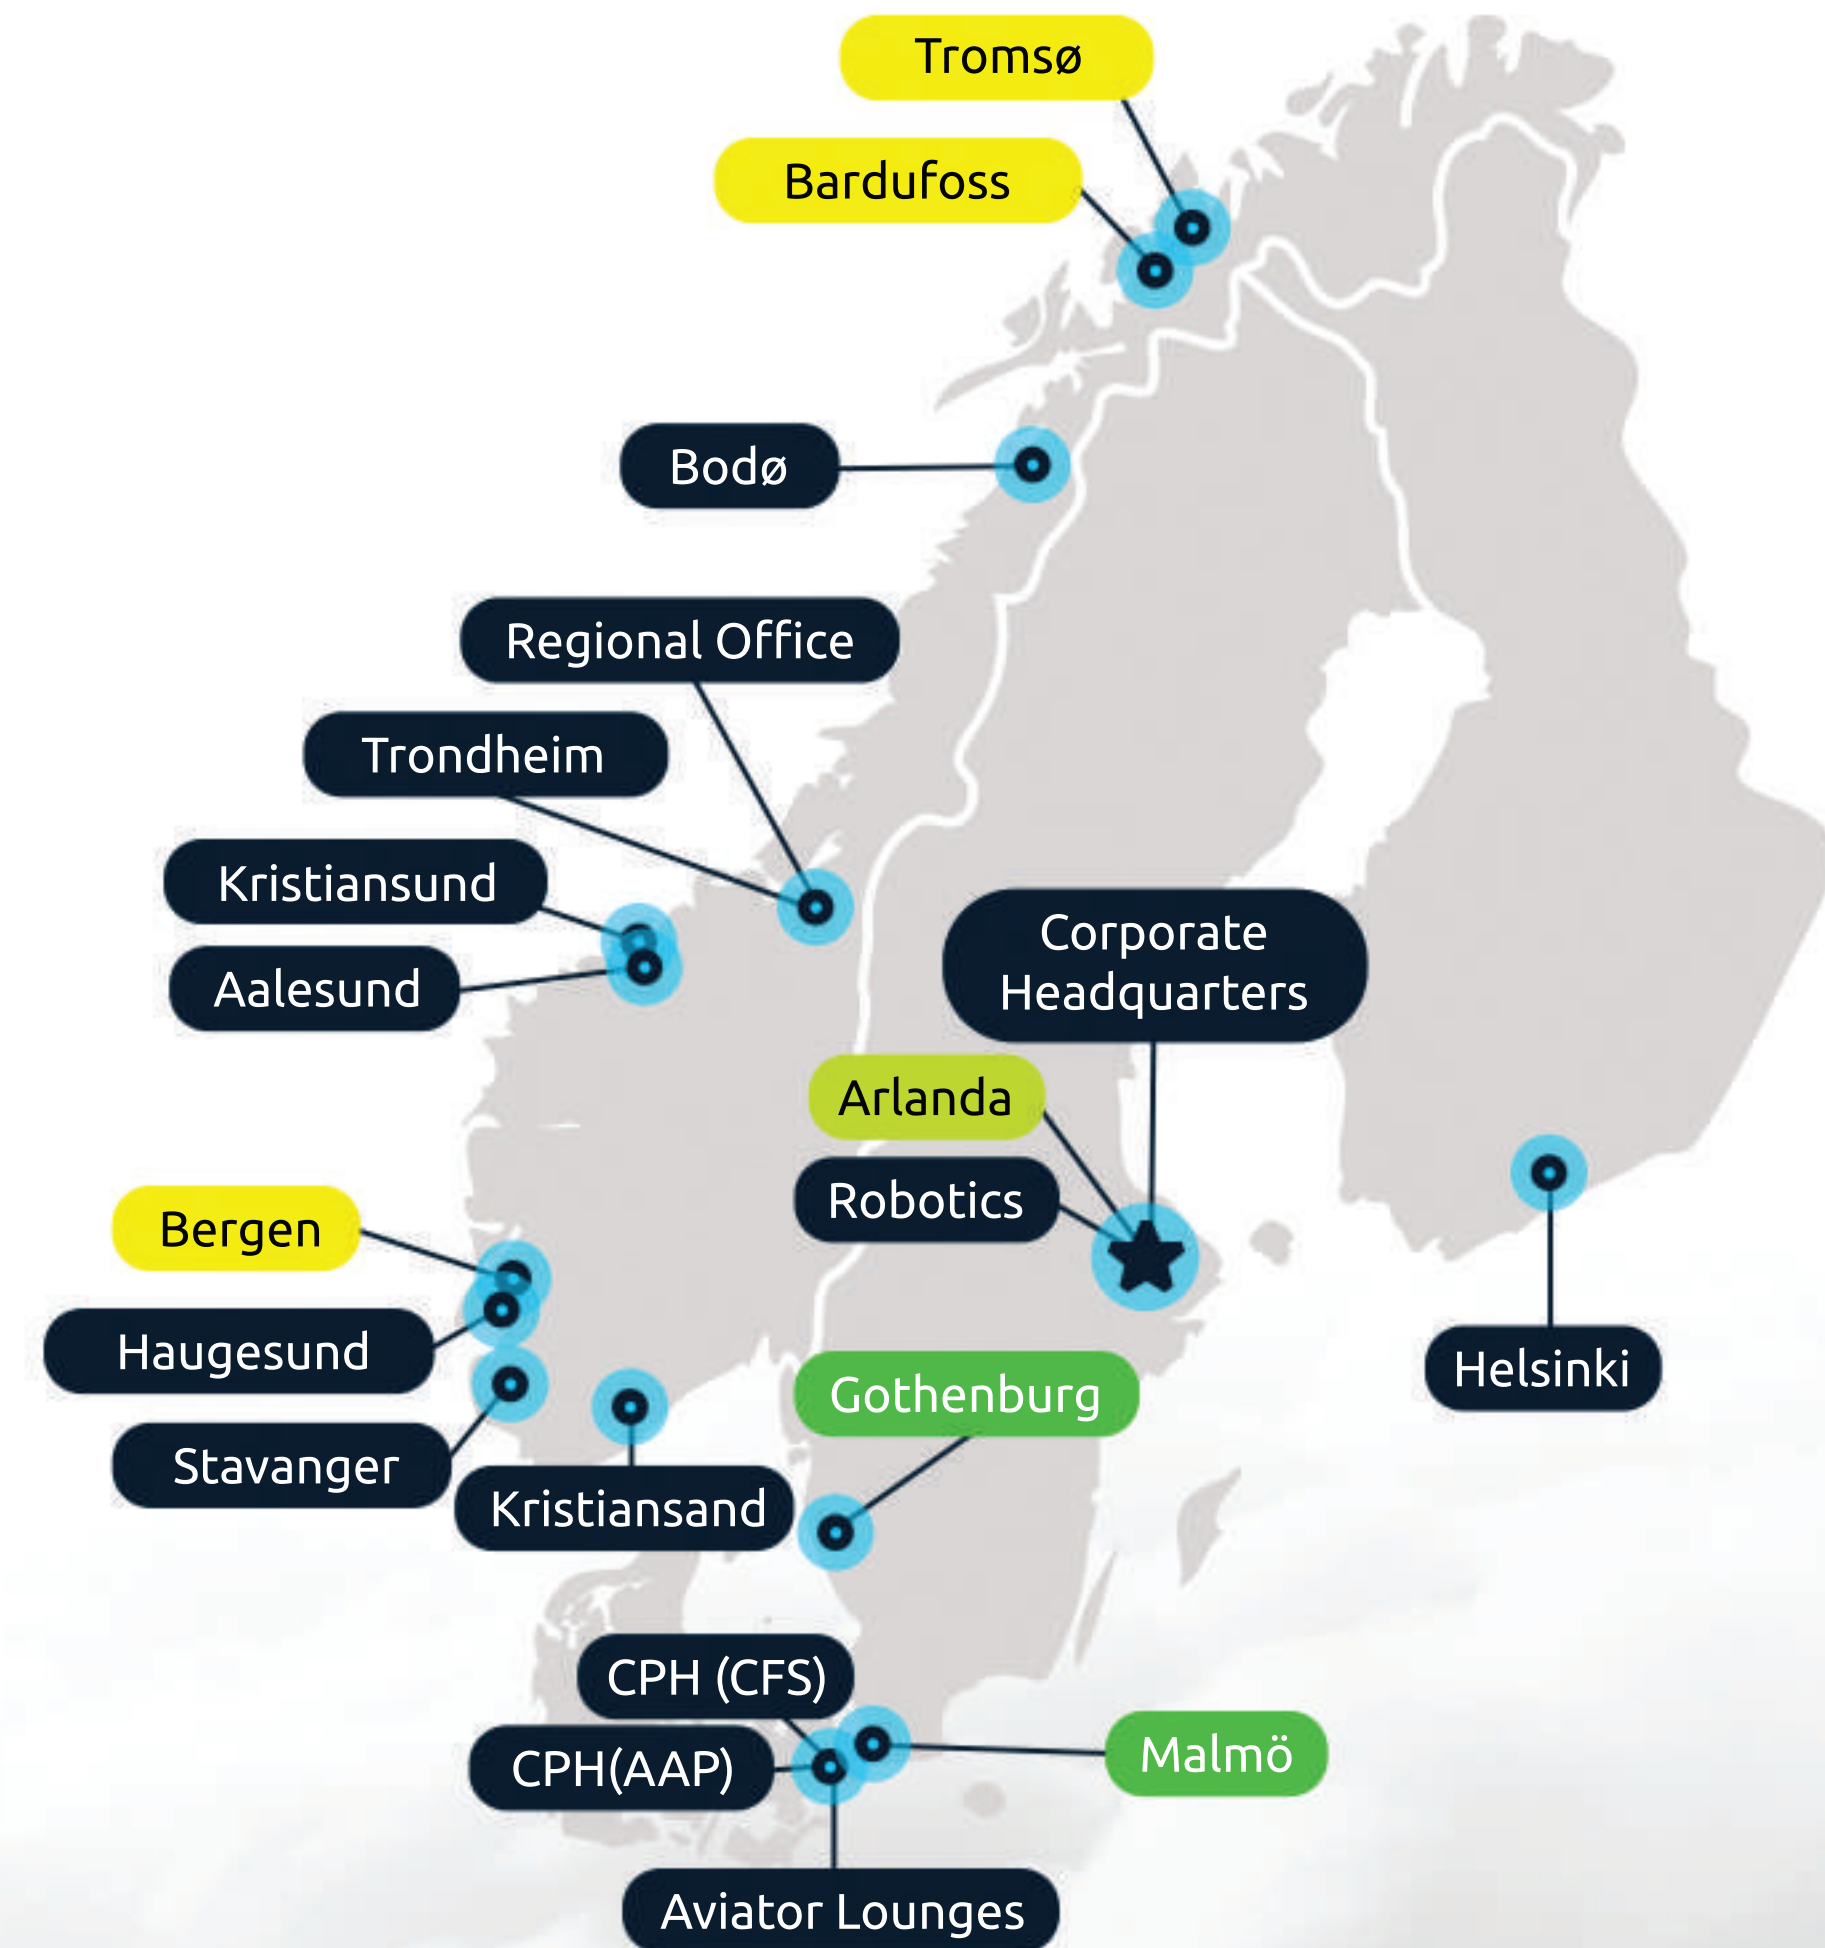 Tromsø
Bardufoss
Bodø
Regional Office
Trondheim
Kristiansund
Aalesund
Corporate
Headquarters
Arlanda
Robotics
Bergen
Haugesund
Stavanger
Kristiansand
Gothenburg
Helsinki
CPH (CFS)
CPH(AAP)
Malmö
Aviator Lounges